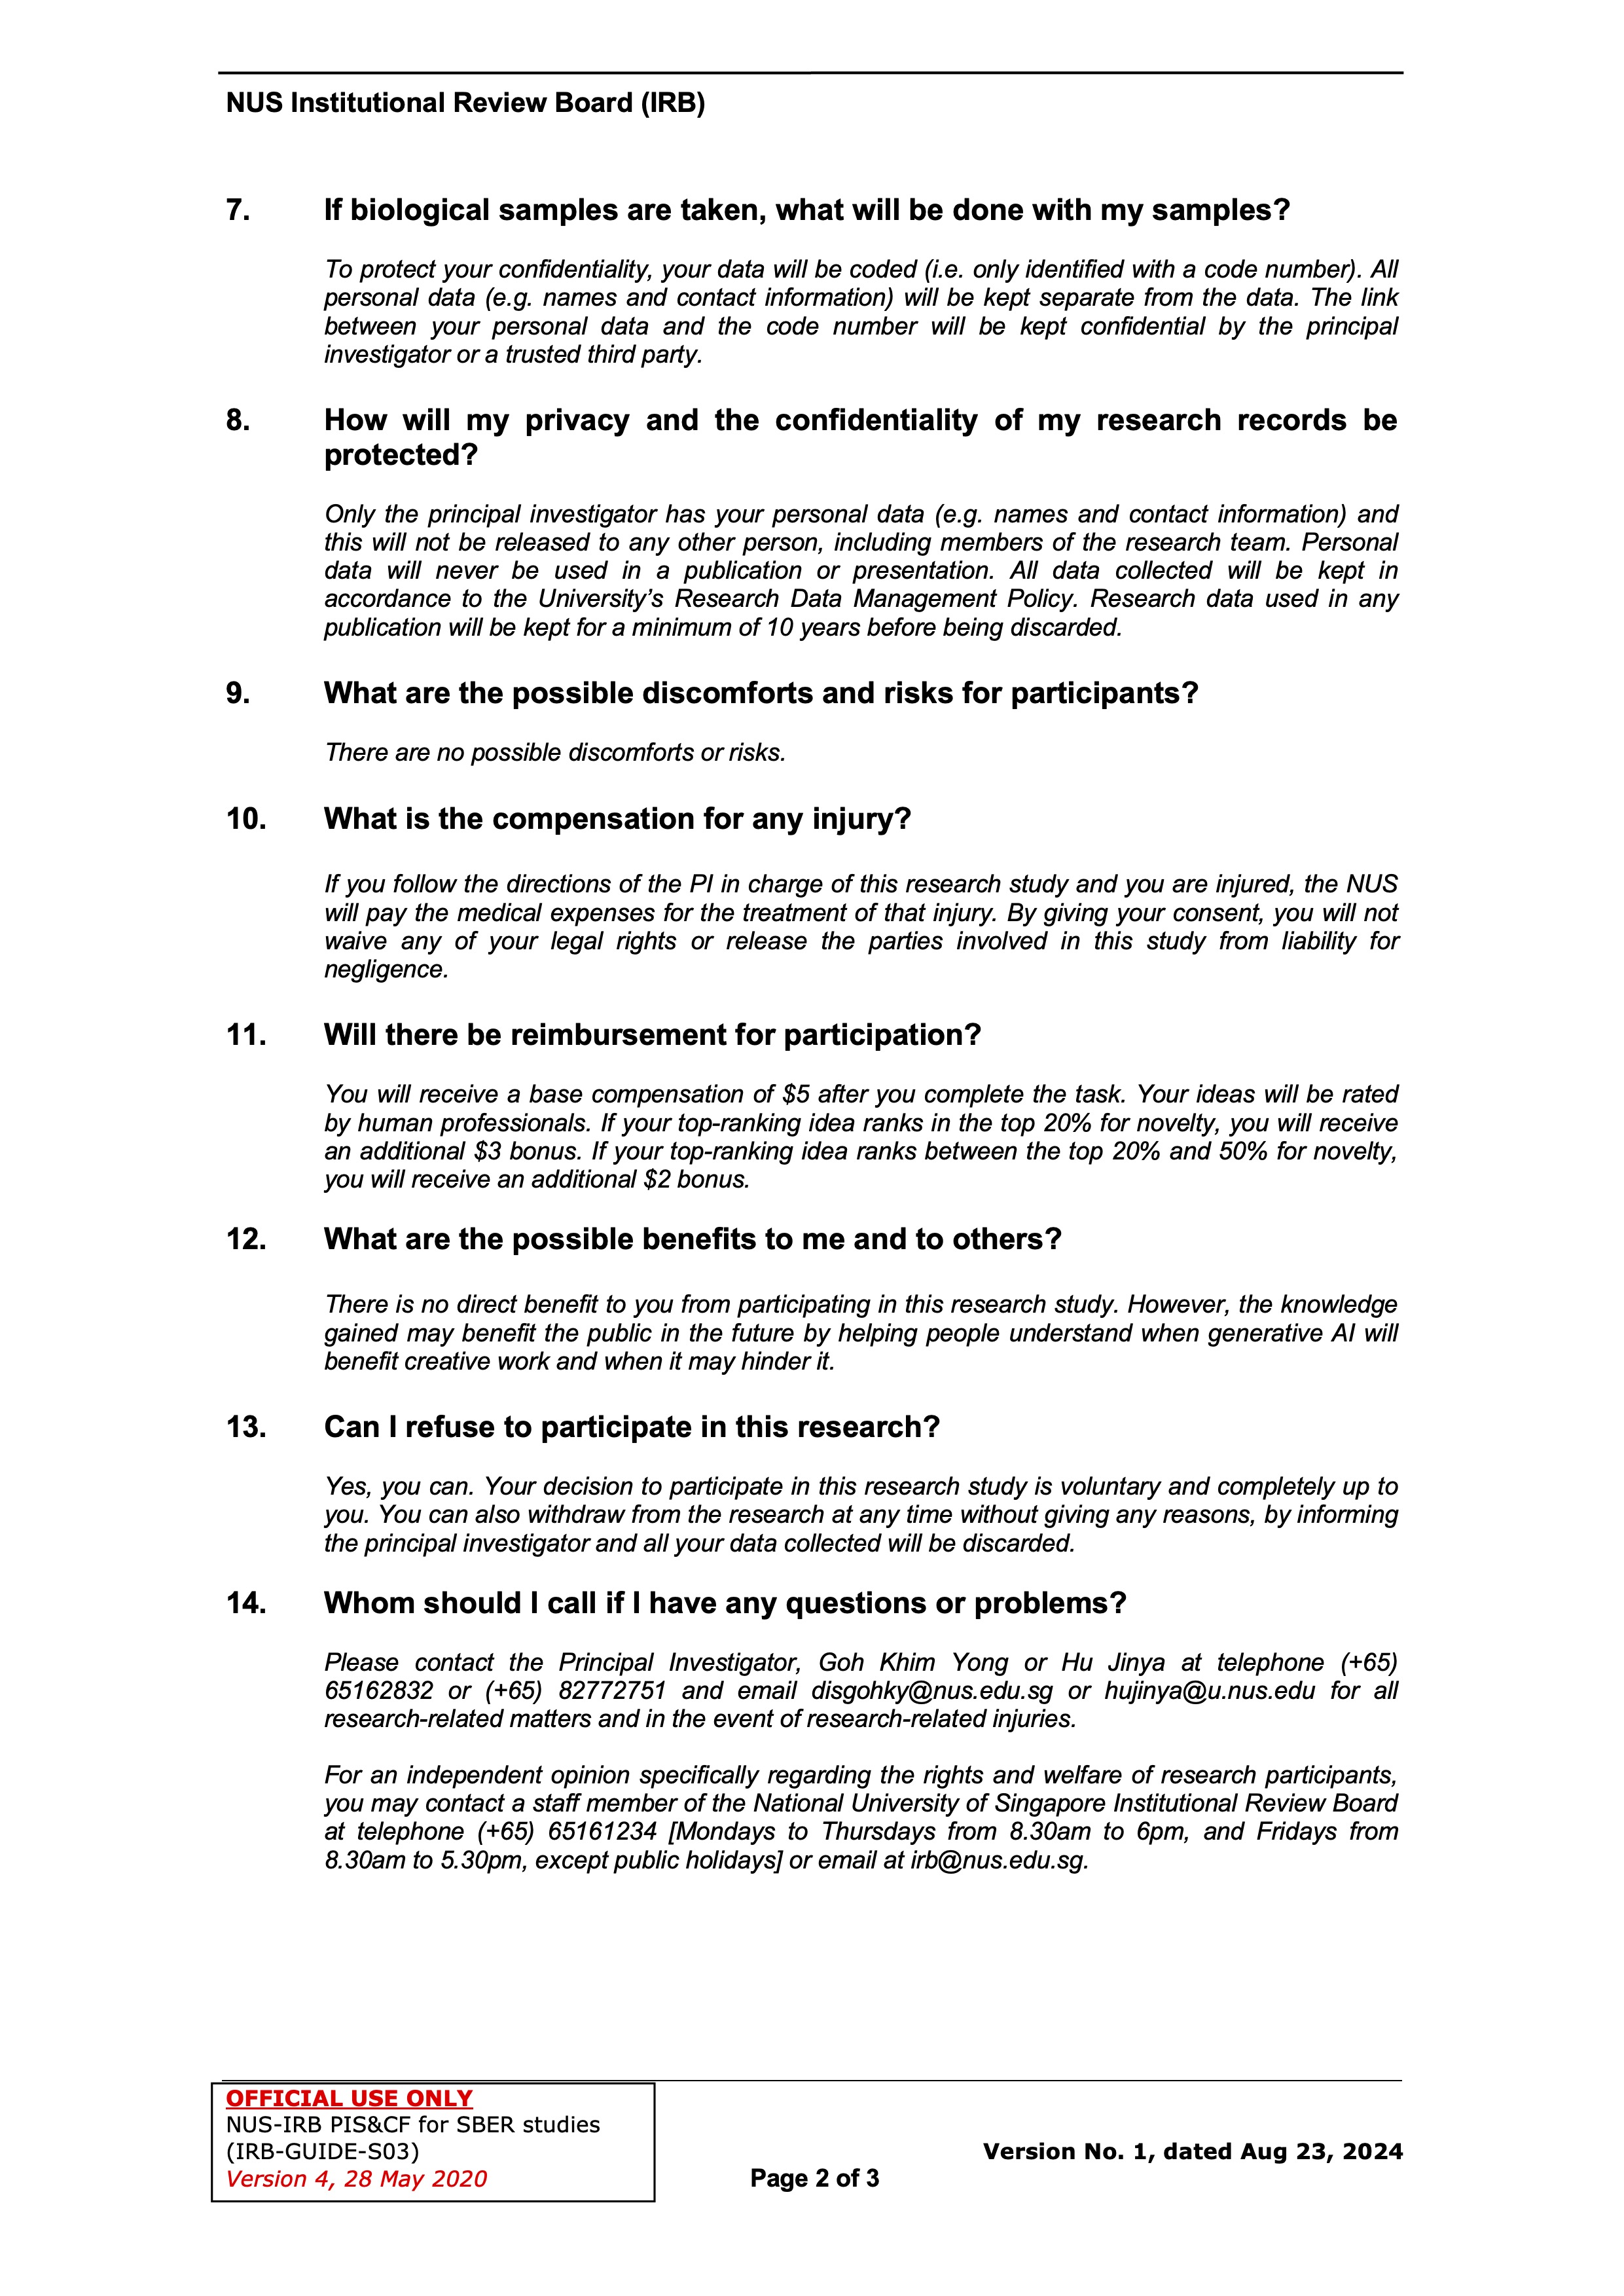 NUS Institutional Review Board (IRB)
7. If biological samples are taken, what will be done with my samples?
To protect your confidentiality, your data will be coded (i.e. only identified with a code number). All
personal data (e.g. names and contact information) will be kept separate from the data. The link
between your personal data and the code number will be kept confidential by the principal
investigator or a trusted third party.
8. How will my privacy and the confidentiality of my research records be
protected?
Only the principal investigator has your personal data (e.g. names and contact information) and
this will not be released to any other person, including members of the research team. Personal
data will never be used in a publication or presentation. All data collected will be kept in
accordance to the University’s Research Data Management Policy. Research data used in any
publication will be kept for a minimum of 10 years before being discarded.
9. What are the possible discomforts and risks for participants?
There are no possible discomforts or risks.
10. What is the compensation for any injury?
If you follow the directions of the PI in charge of this research study and you are injured, the NUS
will pay the medical expenses for the treatment of that injury. By giving your consent, you will not
waive any of your legal rights or release the parties involved in this study from liability for
negligence.
11. Will there be reimbursement for participation?
You will receive a base compensation of $5 after you complete the task. Your ideas will be rated
by human professionals. If your top-ranking idea ranks in the top 20% for novelty, you will receive
an additional $3 bonus. If your top-ranking idea ranks between the top 20% and 50% for novelty,
you will receive an additional $2 bonus.
12. What are the possible benefits to me and to others?
There is no direct benefit to you from participating in this research study. However, the knowledge
gained may benefit the public in the future by helping people understand when generative AI will
benefit creative work and when it may hinder it.
13. Can I refuse to participate in this research?
Yes, you can. Your decision to participate in this research study is voluntary and completely up to
you. You can also withdraw from the research at any time without giving any reasons, by informing
the principal investigator and all your data collected will be discarded.
14. Whom should I call if I have any questions or problems?
Please contact the Principal Investigator, Goh Khim Yong or Hu Jinya at telephone (+65)
65162832 or (+65) 82772751 and email disgohky@nus.edu.sg or hujinya@u.nus.edu for all
research-related matters and in the event of research-related injuries.
For an independent opinion specifically regarding the rights and welfare of research participants,
you may contact a staff member of the National University of Singapore Institutional Review Board
at telephone (+65) 65161234 [Mondays to Thursdays from 8.30am to 6pm, and Fridays from
8.30am to 5.30pm, except public holidays] or email at irb@nus.edu.sg.
OFFICIAL USE ONLY
NUS-IRB PIS&CF for SBER studies
(IRB-GUIDE-S03)
Version 4, 28 May 2020
Page 2 of 3
Version No. 1, dated Aug 23, 2024